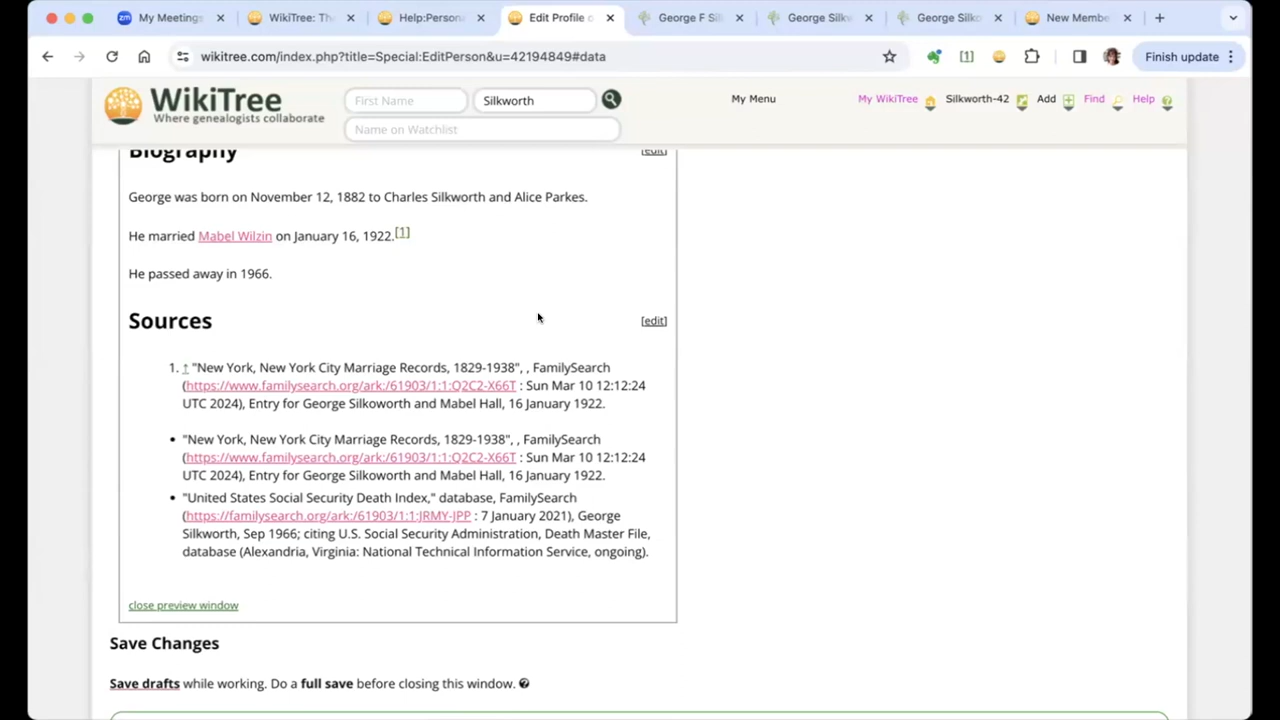 My Meetings
WikiTree: Th
Help:Person
Edit Profile o
George F Sil
George Silkw
George Silko
New Membe
wikitree.com/index.php?title=Special:EditPerson&u=42194849#data
[1]
Finish update
WikiTree
Where genealogists collaborate
First Name
Silkworth
Name on Watchlist
My Menu
My WikiTree
Silkworth-42
Add
Find
Help
Biography
[edit]
George was born on November 12, 1882 to Charles Silkworth and Alice Parkes.
He married Mabel Wilzin on January 16, 1922.[1]
He passed away in 1966.
Sources
[edit]
1. ↑ "New York, New York City Marriage Records, 1829-1938", , FamilySearch
(https://www.familysearch.org/ark:/61903/1:1:Q2C2-X66T : Sun Mar 10 12:12:24
UTC 2024), Entry for George Silkoworth and Mabel Hall, 16 January 1922.
• "New York, New York City Marriage Records, 1829-1938", , FamilySearch
(https://www.familysearch.org/ark:/61903/1:1:Q2C2-X66T : Sun Mar 10 12:12:24
UTC 2024), Entry for George Silkoworth and Mabel Hall, 16 January 1922.
• "United States Social Security Death Index," database, FamilySearch
(https://familysearch.org/ark:/61903/1:1:JRMY-JPP : 7 January 2021), George
Silkworth, Sep 1966; citing U.S. Social Security Administration, Death Master File,
database (Alexandria, Virginia: National Technical Information Service, ongoing).
close preview window
Save Changes
Save drafts while working. Do a full save before closing this window.